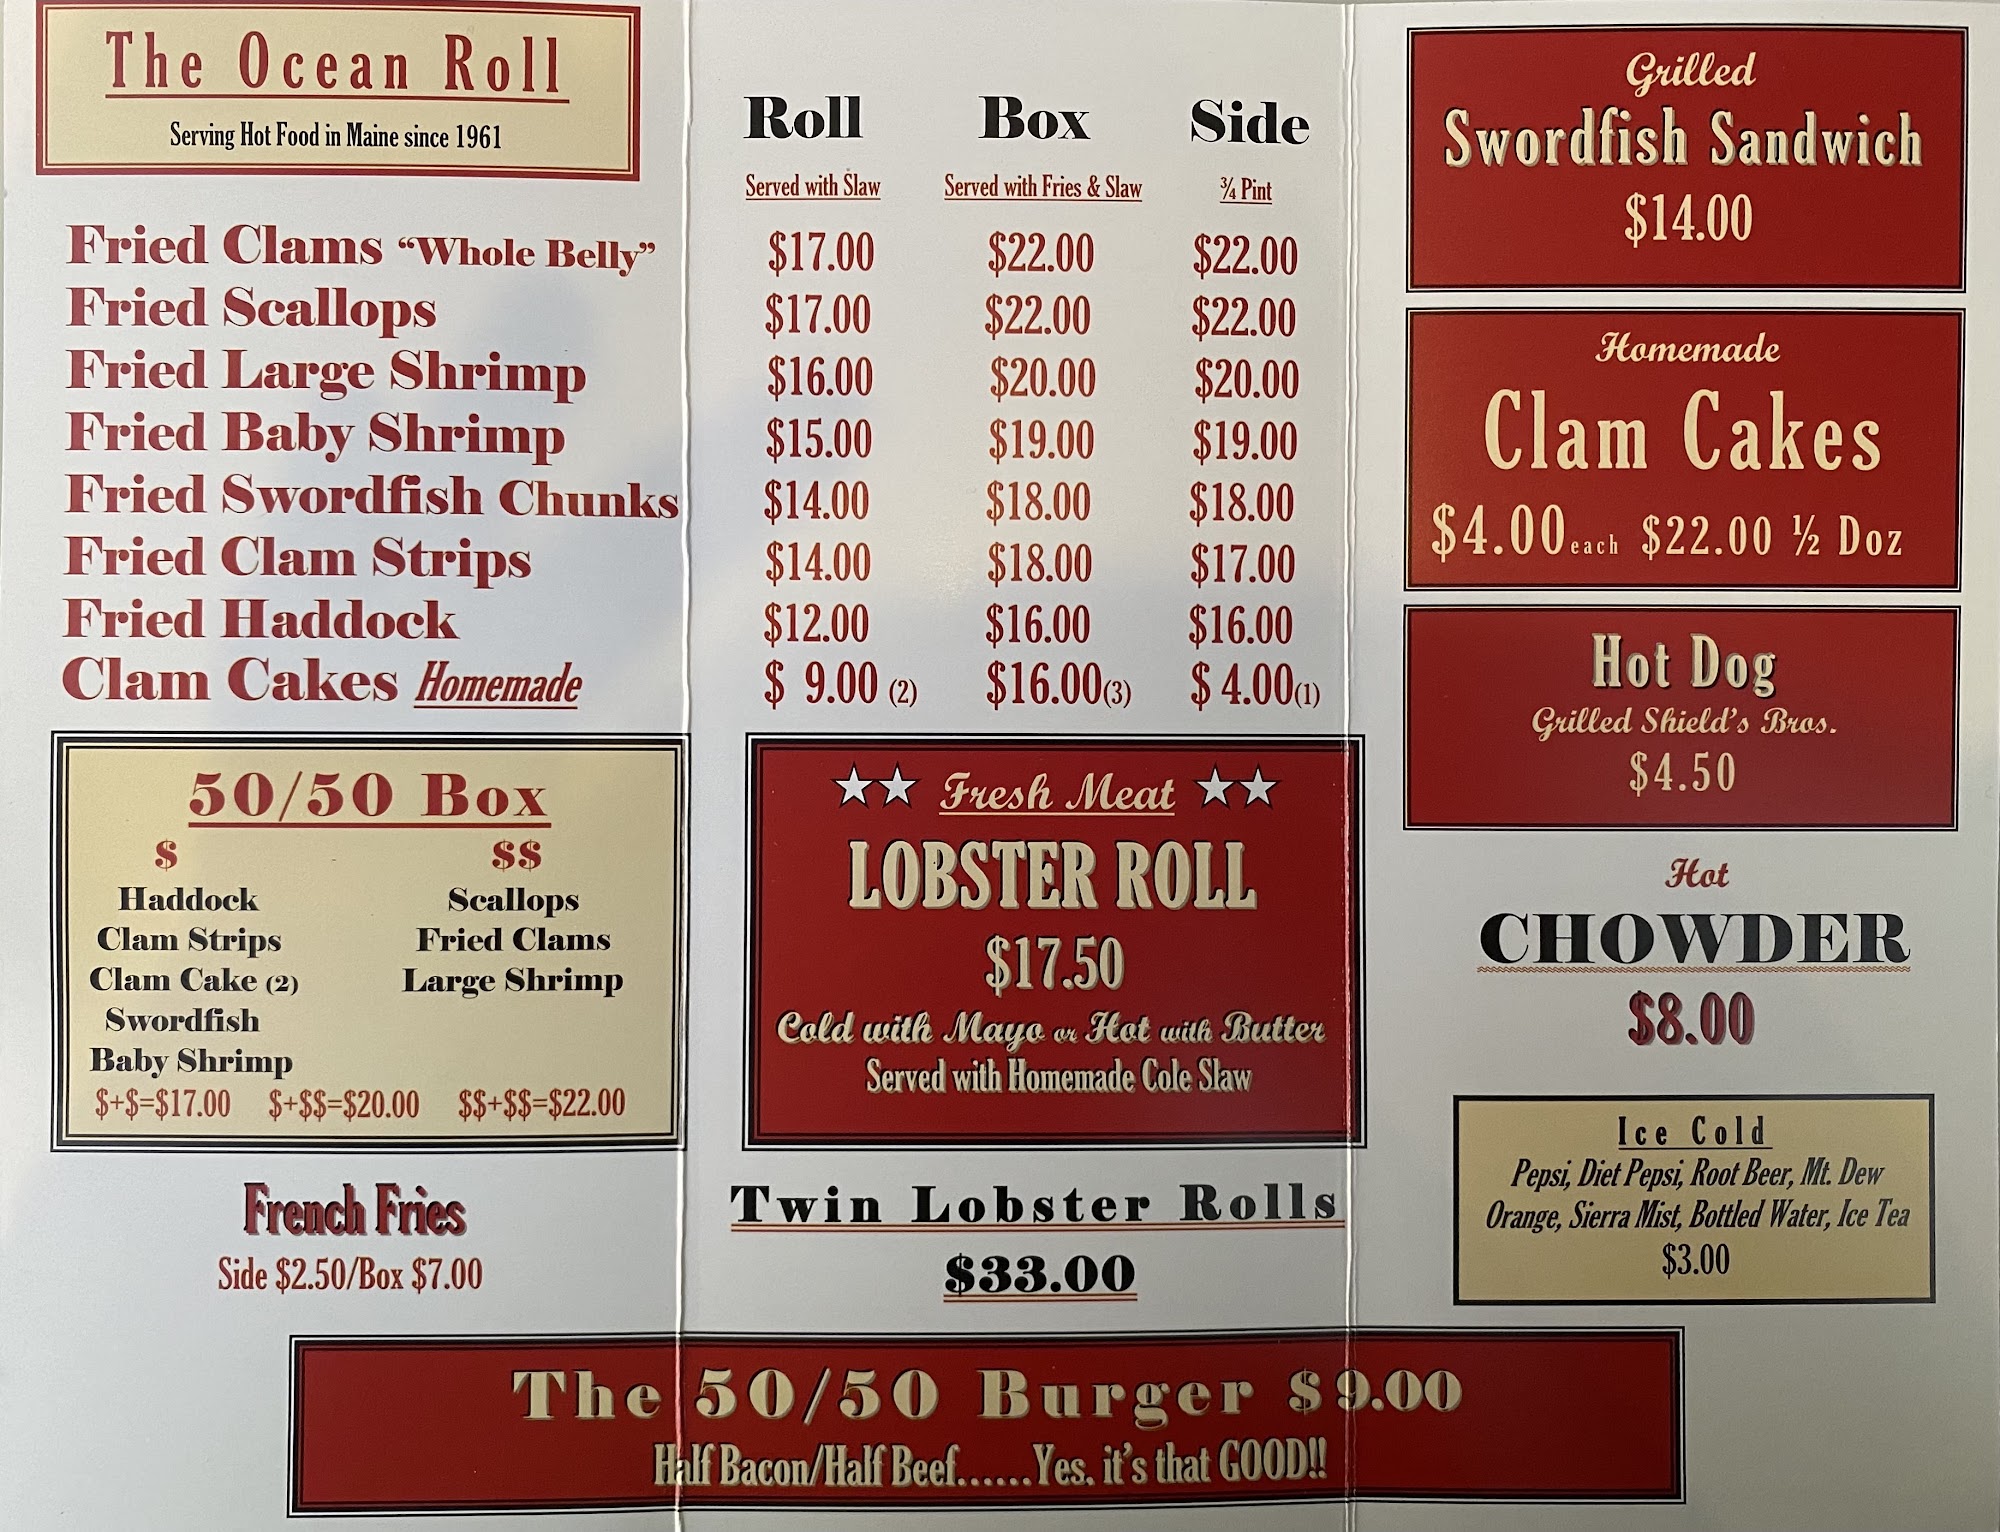 The Ocean Roll
Serving Hot Food in Maine since 1961
Roll Box Side
Served with Slaw Served with Fries & Slaw ¾ Pint
Fried Clams “Whole Belly” $17.00 $22.00 $22.00
Fried Scallops $17.00 $22.00 $22.00
Fried Large Shrimp $16.00 $20.00 $20.00
Fried Baby Shrimp $15.00 $19.00 $19.00
Fried Swordfish Chunks $14.00 $18.00 $18.00
Fried Clam Strips $14.00 $18.00 $17.00
Fried Haddock $12.00 $16.00 $16.00
Clam Cakes Homemade $ 9.00 (2) $16.00(3) $ 4.00(1)
50/50 Box
$ $$
Haddock Scallops
Clam Strips Fried Clams
Clam Cake (2) Large Shrimp
Swordfish
Baby Shrimp
$+$=$17.00 $+$$=$20.00 $$+$$=$22.00
French Fries
Side $2.50/Box $7.00
Fresh Meat
LOBSTER ROLL
$17.50
Cold with Mayo or Hot with Butter
Served with Homemade Cole Slaw
Twin Lobster Rolls
$33.00
Grilled
Swordfish Sandwich
$14.00
Homemade
Clam Cakes
$4.00 each $22.00 ½ Doz
Hot Dog
Grilled Shield's Bros.
$4.50
Hot
CHOWDER
$8.00
Ice Cold
Pepsi, Diet Pepsi, Root Beer, Mt. Dew
Orange, Sierra Mist, Bottled Water, Ice Tea
$3.00
The 50/50 Burger $9.00
Half Bacon/Half Beef......Yes, it's that GOOD!!